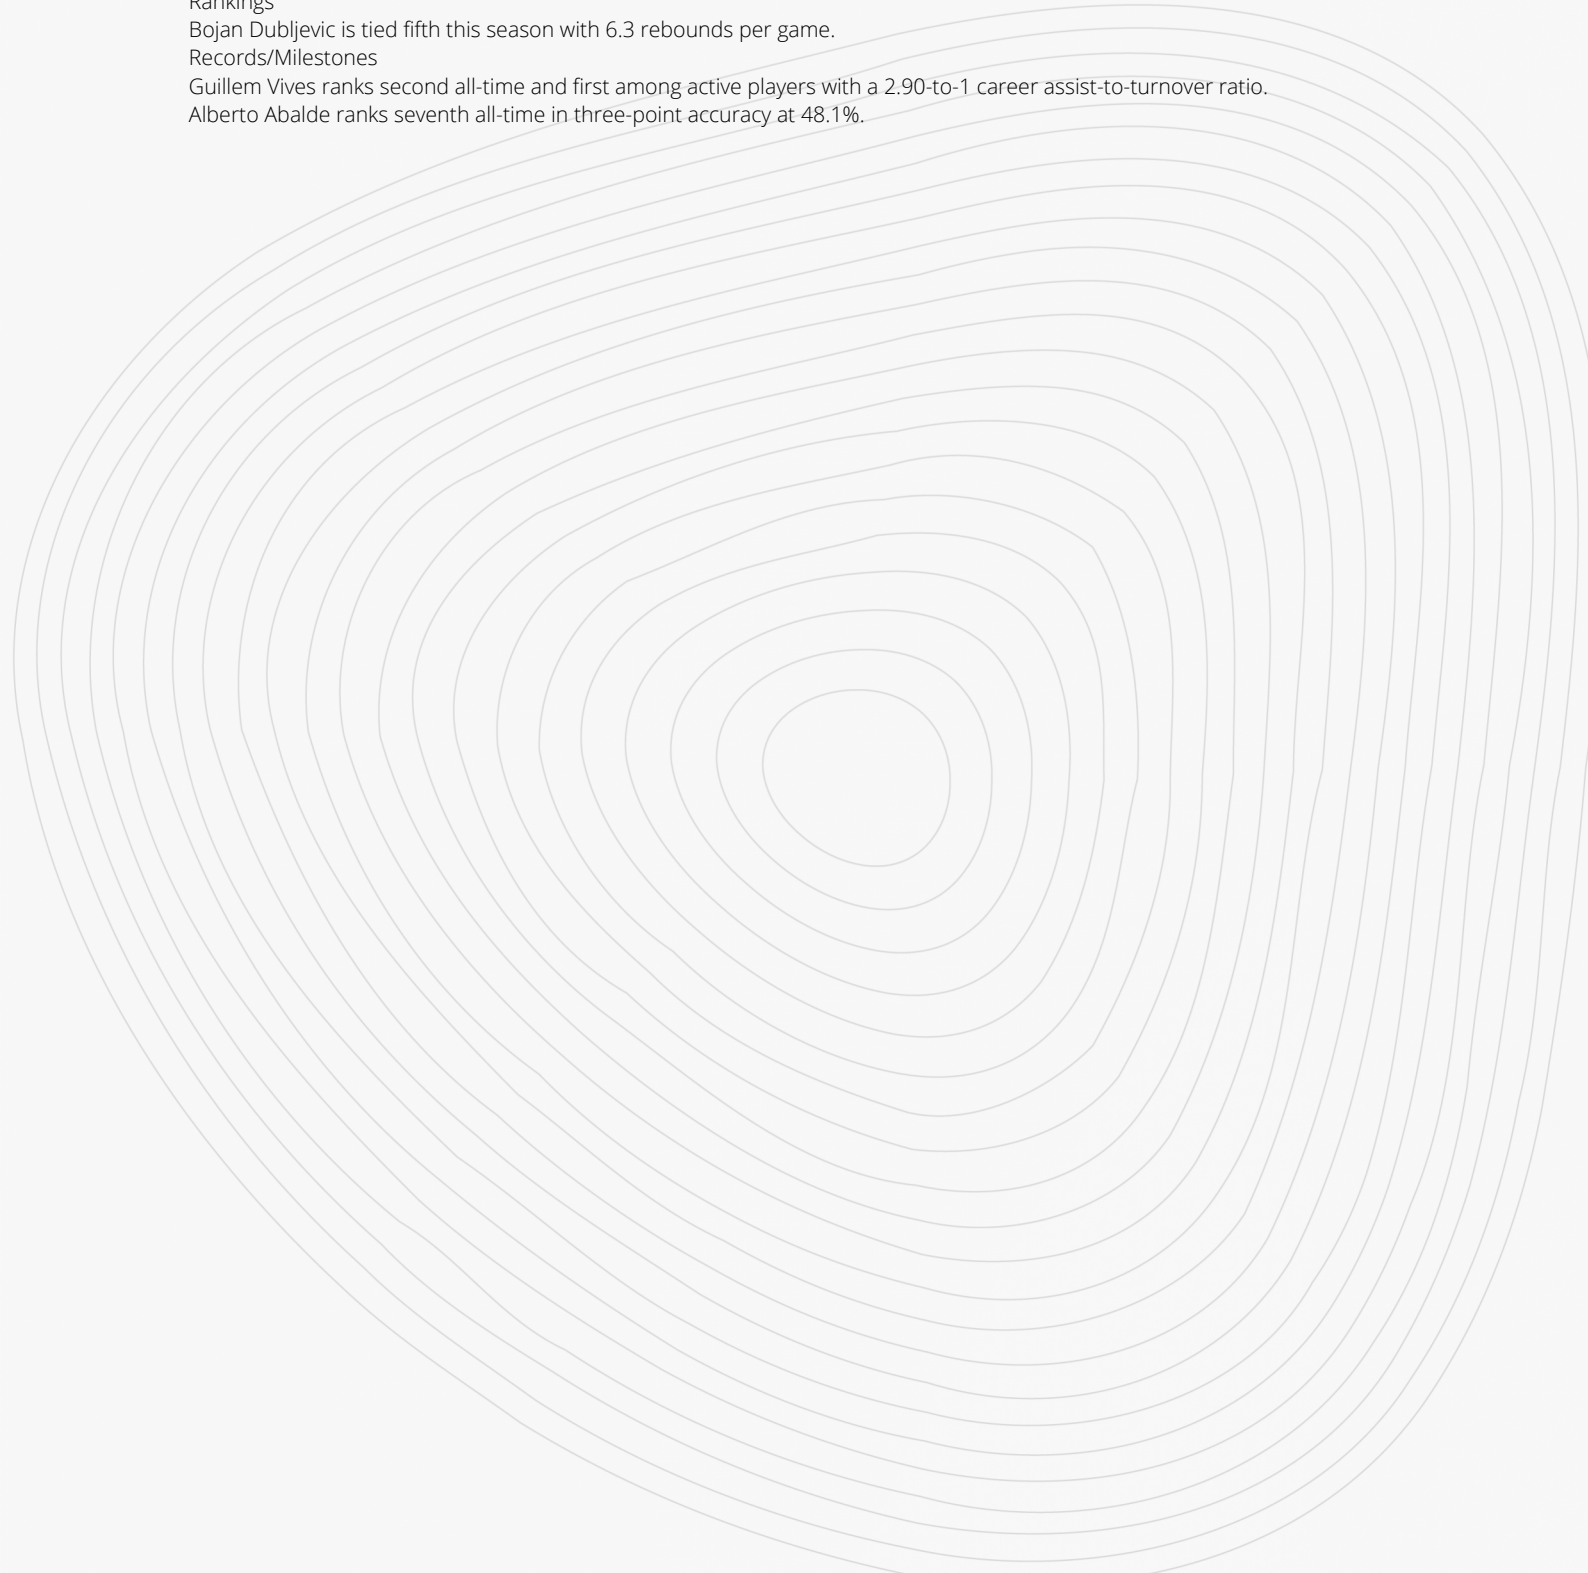 Rankings
Bojan Dubljevic is tied fifth this season with 6.3 rebounds per game.
Records/Milestones
Guillem Vives ranks second all-time and first among active players with a 2.90-to-1 career assist-to-turnover ratio.
Alberto Abalde ranks seventh all-time in three-point accuracy at 48.1%.